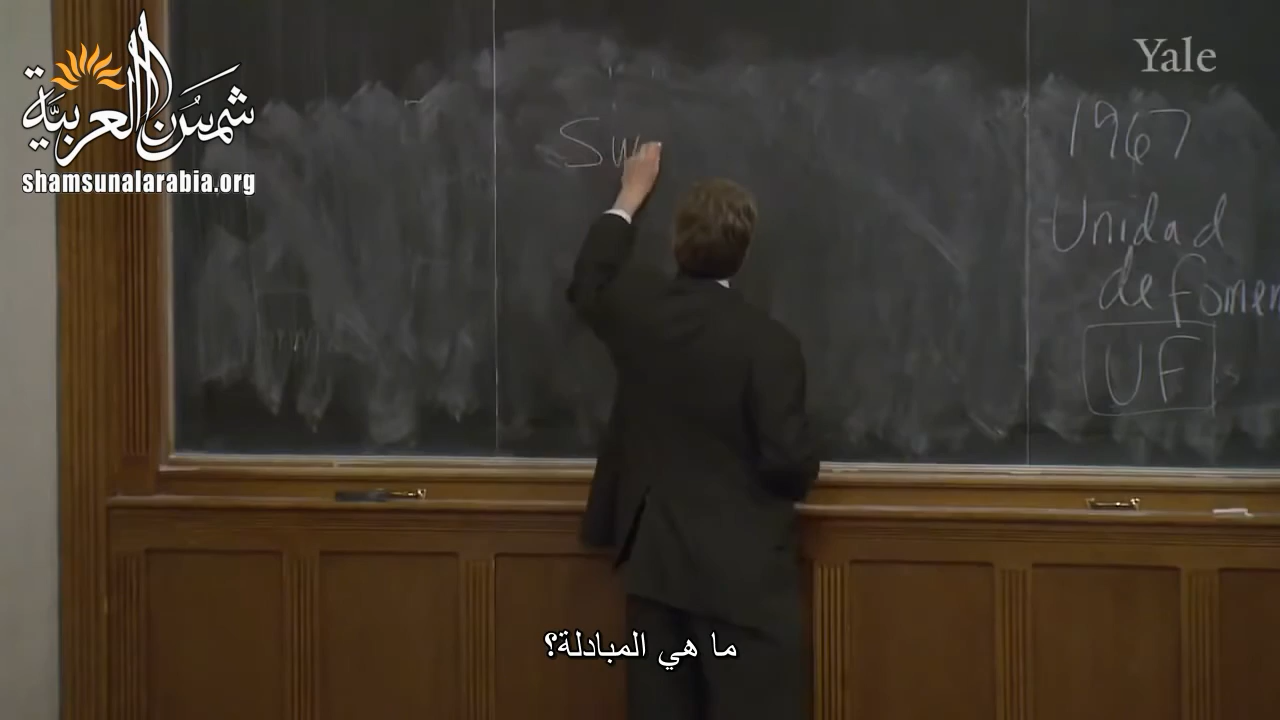 شمس العربية
shamsunalarabia.org
Yale
1967
Unidad
de fomen
UF
Sw
ما هي المبادلة؟